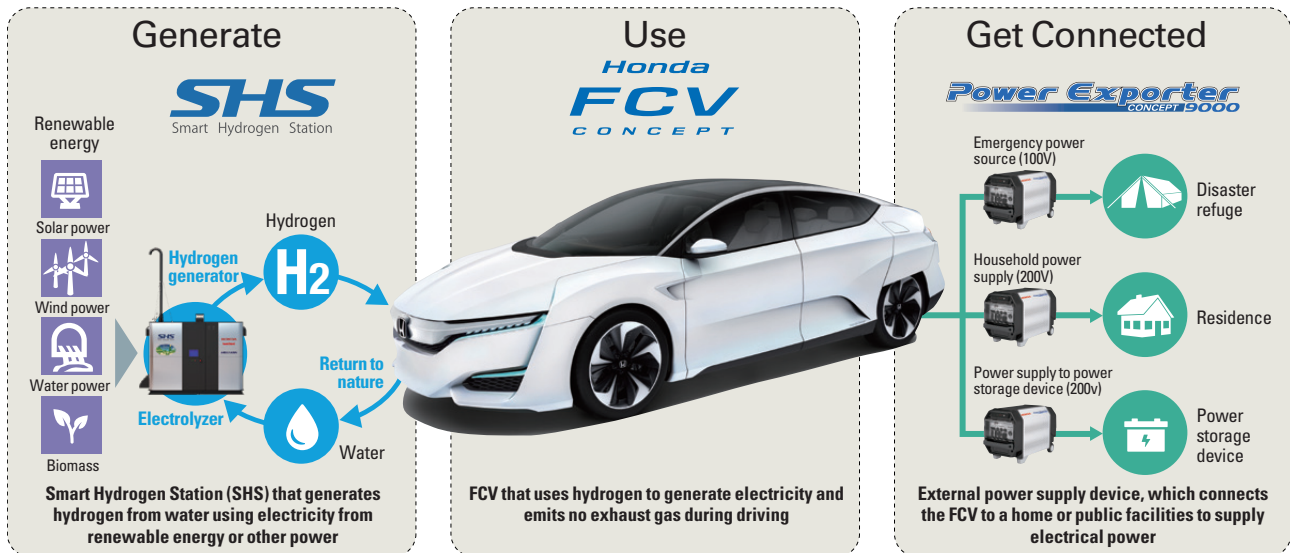 Generate
SHS
Smart Hydrogen Station
Renewable
energy
Solar power
Wind power
Water power
Biomass
Hydrogen
H2
Hydrogen
generator
SHS
Electrolyzer
Return to
nature
Water
Smart Hydrogen Station (SHS) that generates
hydrogen from water using electricity from
renewable energy or other power
Use
Honda
FCV
CONCEPT
FCV that uses hydrogen to generate electricity and
emits no exhaust gas during driving
Get Connected
Power Exporter
CONCEPT 9000
Emergency power
source (100V)
Disaster
refuge
Household power
supply (200V)
Residence
Power supply to power
storage device (200v)
Power
storage
device
External power supply device, which connects
the FCV to a home or public facilities to supply
electrical power